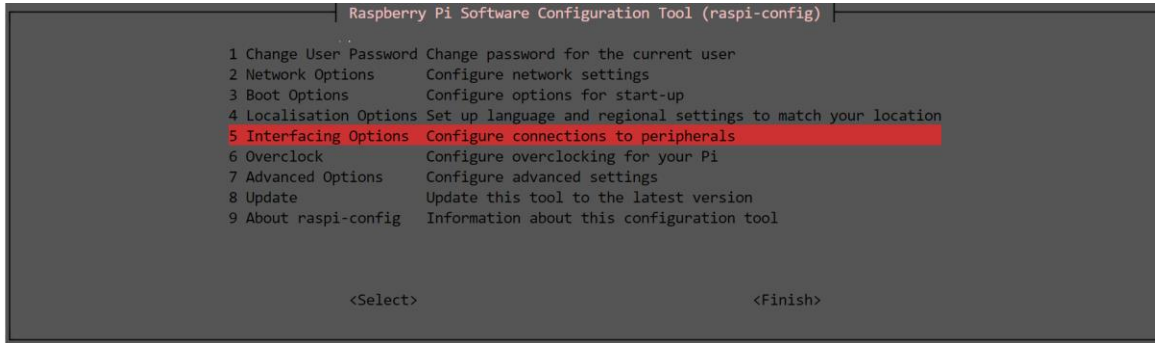 Raspberry Pi Software Configuration Tool (raspi-config)
1 Change User Password Change password for the current user
2 Network Options Configure network settings
3 Boot Options Configure options for start-up
4 Localisation Options Set up language and regional settings to match your location
5 Interfacing Options Configure connections to peripherals
6 Overclock Configure overclocking for your Pi
7 Advanced Options Configure advanced settings
8 Update Update this tool to the latest version
9 About raspi-config Information about this configuration tool
<Select> <Finish>